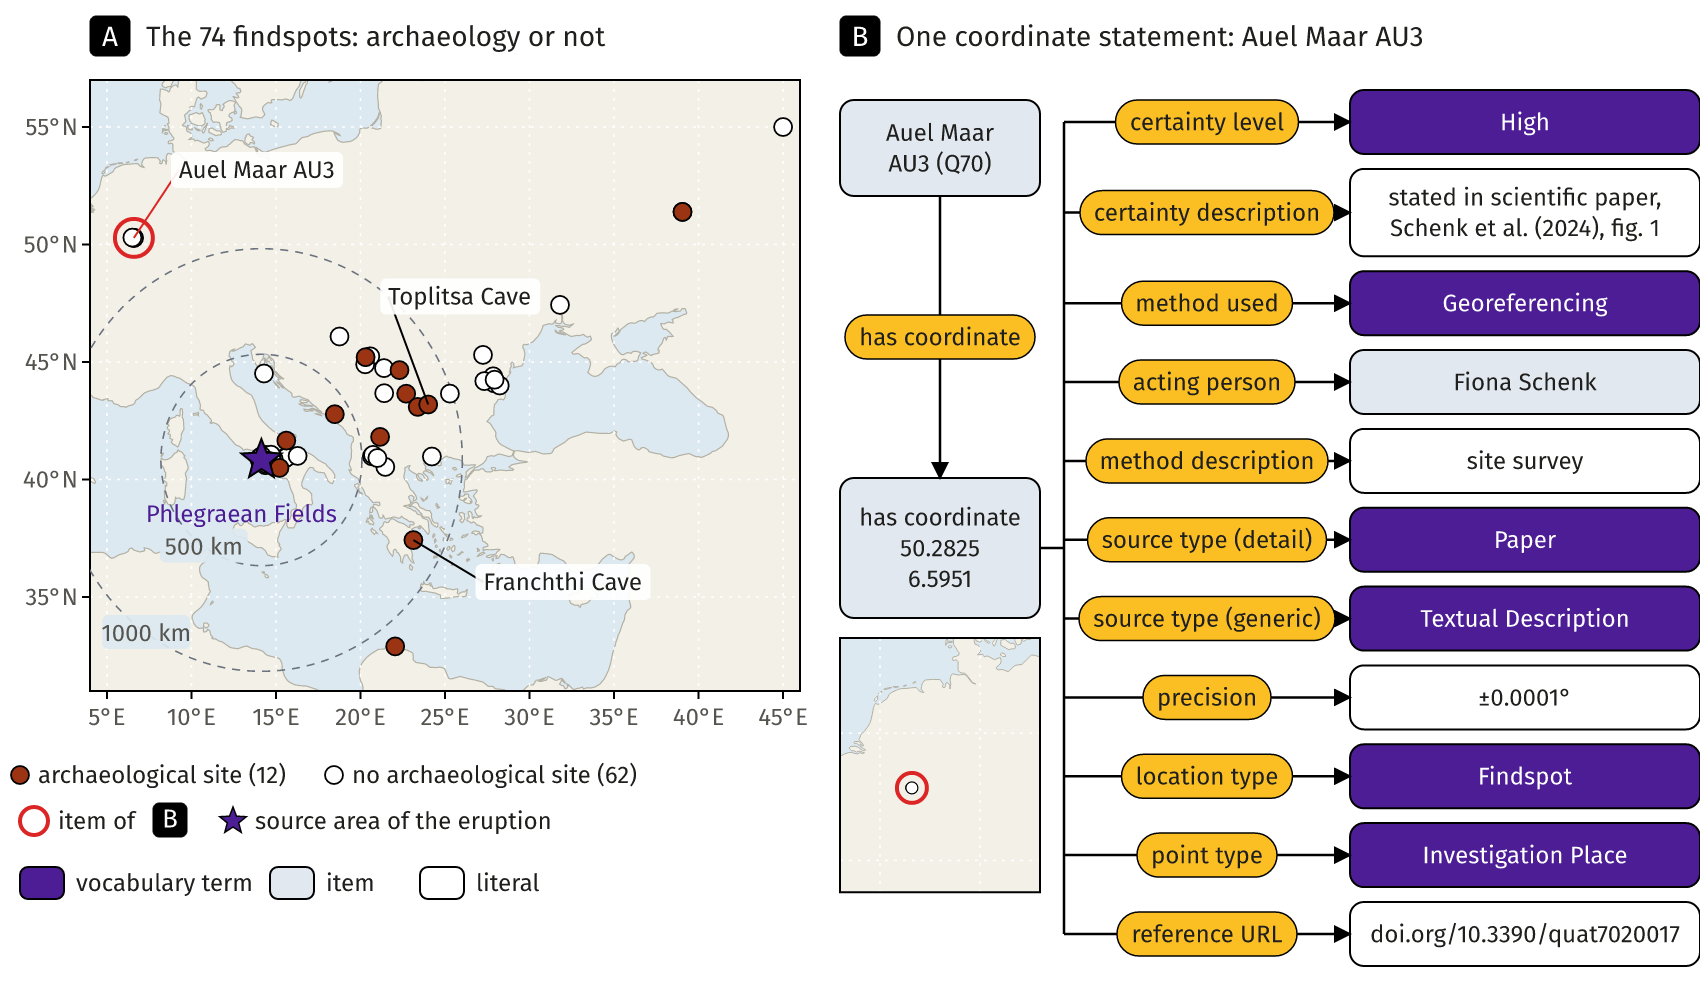 A The 74 findspots: archaeology or not
55°N
50°N
45°N
40°N
35°N
5°E 10°E 15°E 20°E 25°E 30°E 35°E 40°E 45°E
Auel Maar AU3
Toplitsa Cave
Phlegraean Fields
500 km
Franchthi Cave
1000 km
archaeological site (12) no archaeological site (62)
item of B source area of the eruption
vocabulary term item literal
B One coordinate statement: Auel Maar AU3
Auel Maar
AU3 (Q70)
has coordinate
has coordinate
50.2825
6.5951
certainty level High
certainty description stated in scientific paper,
Schenk et al. (2024), fig. 1
method used Georeferencing
acting person Fiona Schenk
method description site survey
source type (detail) Paper
source type (generic) Textual Description
precision ±0.0001°
location type Findspot
point type Investigation Place
reference URL doi.org/10.3390/quat7020017